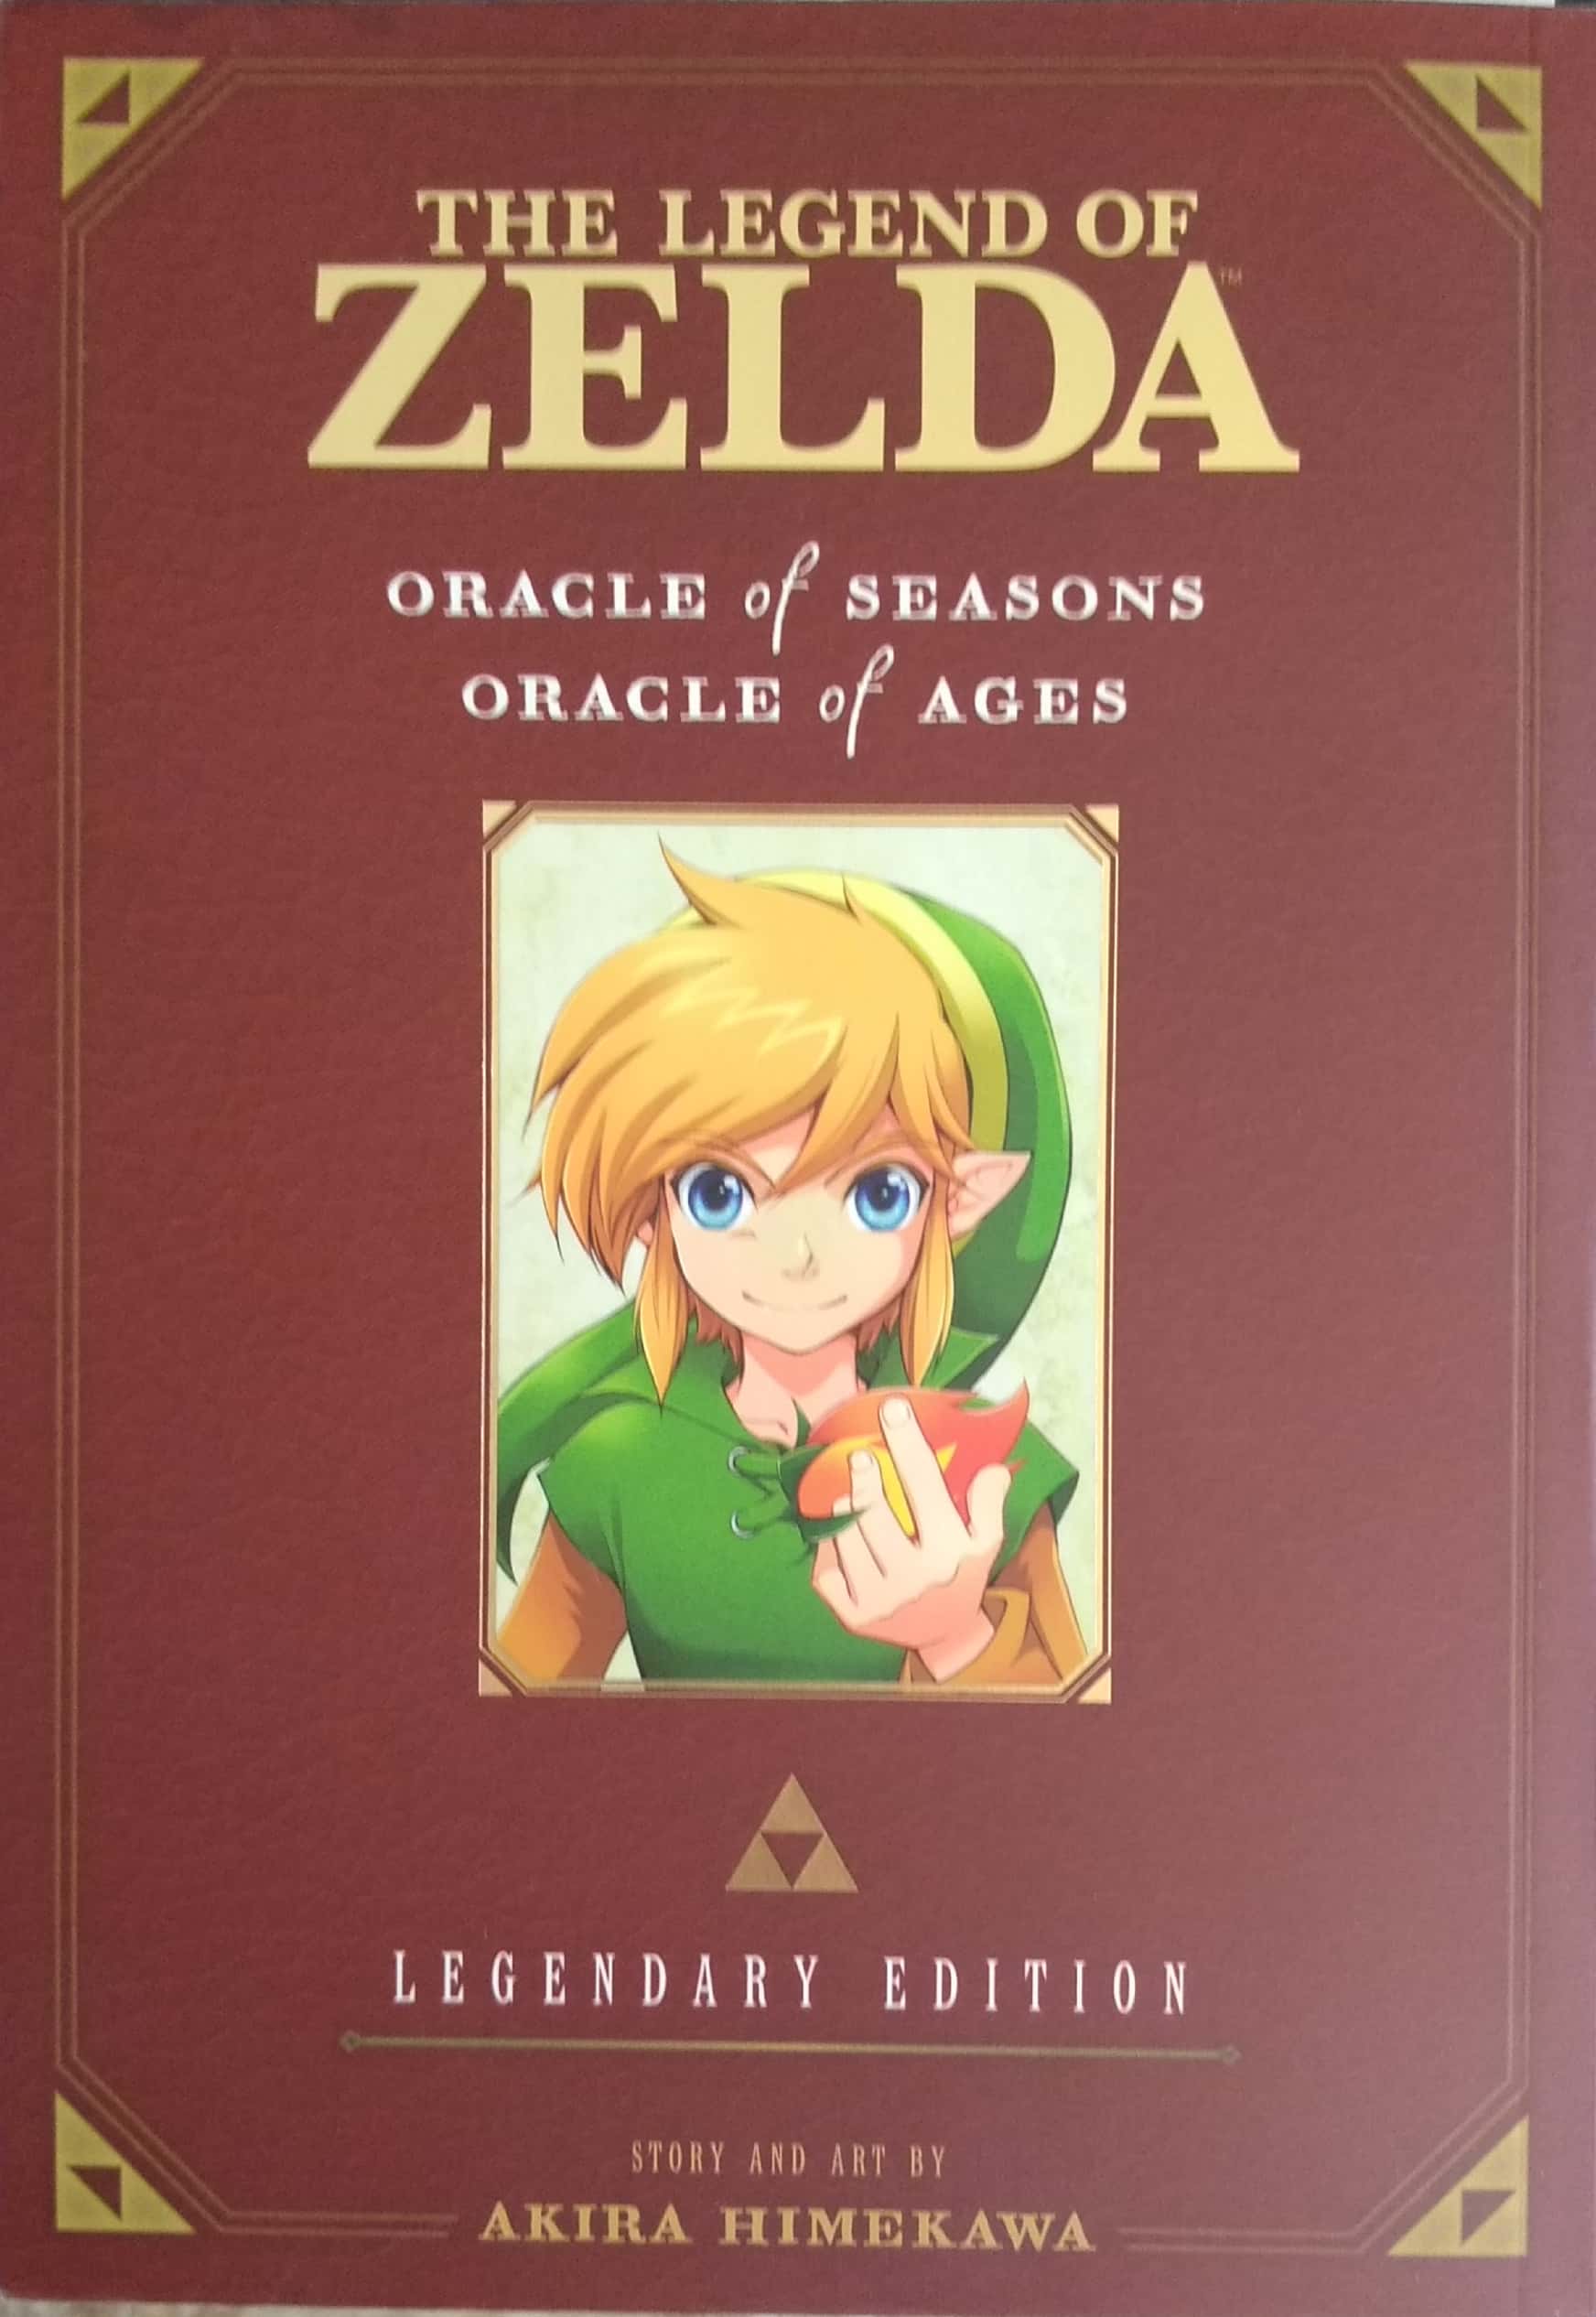 THE LEGEND OF
ZELDA™
ORACLE of SEASONS
ORACLE of AGES
LEGENDARY EDITION
STORY AND ART BY
AKIRA HIMEKAWA